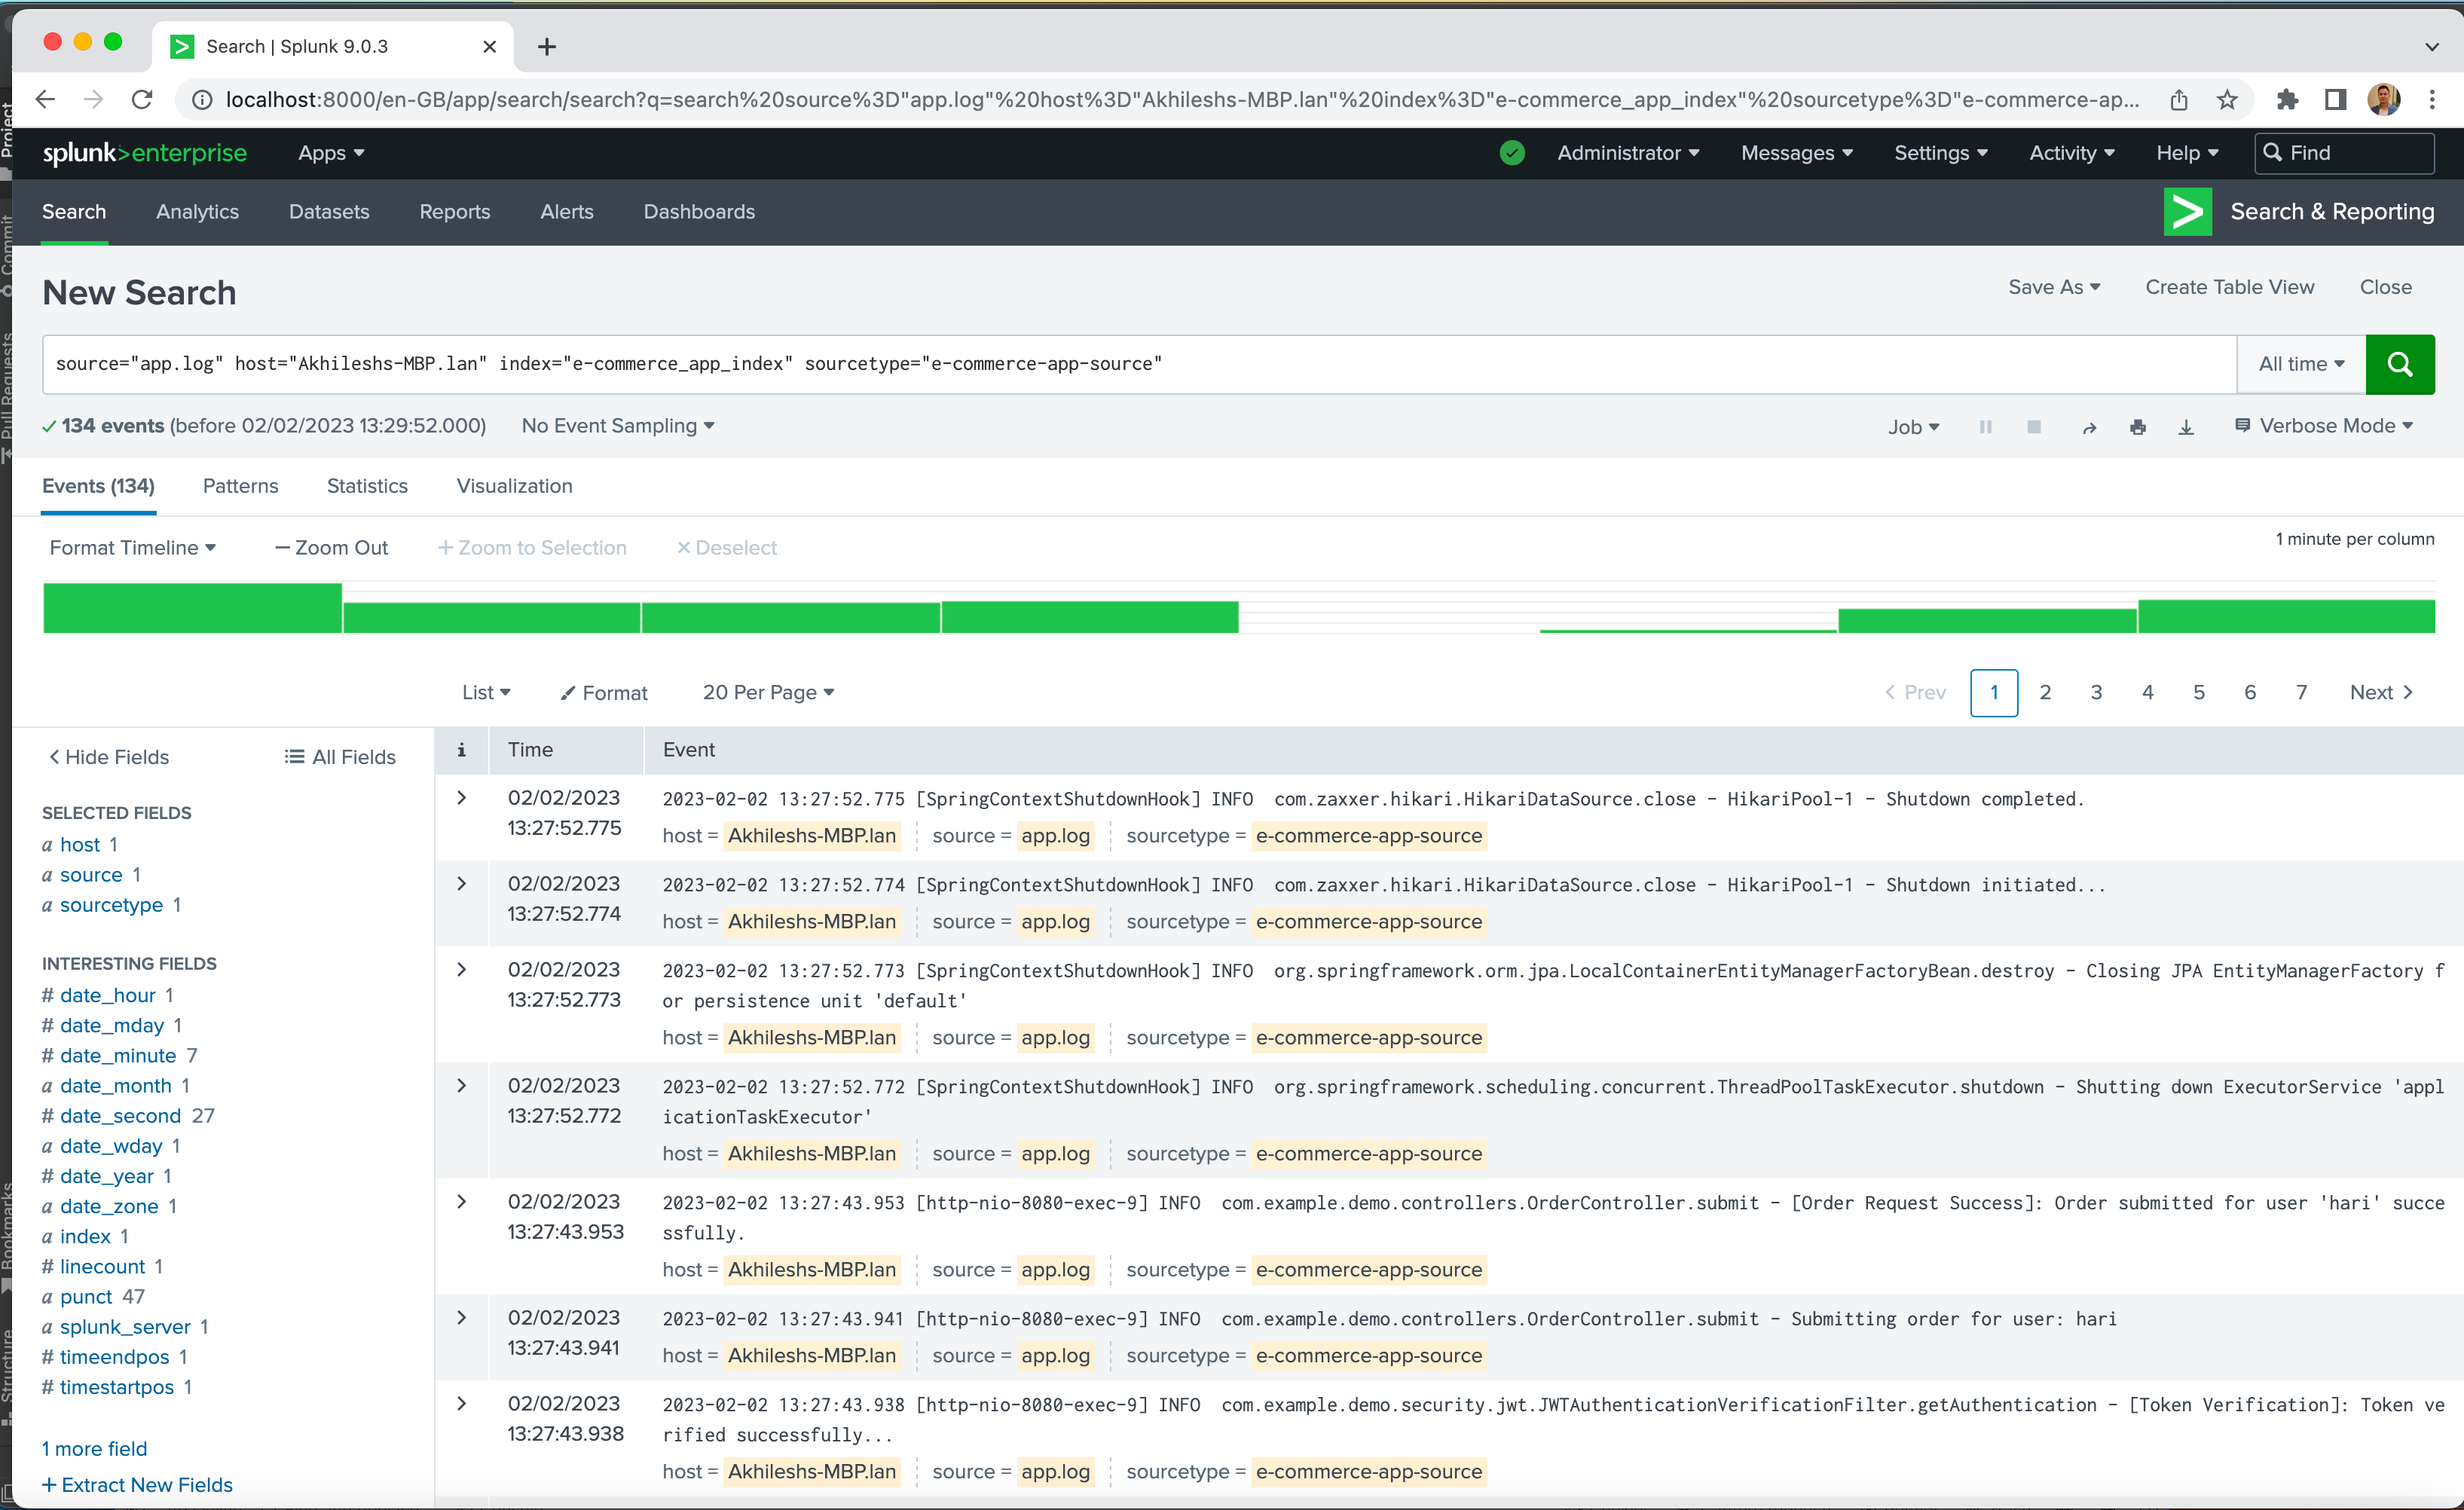 Search | Splunk 9.0.3
localhost:8000/en-GB/app/search/search?q=search%20source%3D"app.log"%20host%3D"Akhileshs-MBP.lan"%20index%3D"e-commerce_app_index"%20sourcetype%3D"e-commerce-ap...
splunk>enterprise Apps Administrator Messages Settings Activity Help Find
Search Analytics Datasets Reports Alerts Dashboards Search & Reporting
New Search Save As Create Table View Close
source="app.log" host="Akhileshs-MBP.lan" index="e-commerce_app_index" sourcetype="e-commerce-app-source" All time
134 events (before 02/02/2023 13:29:52.000) No Event Sampling Job Verbose Mode
Events (134) Patterns Statistics Visualization
Format Timeline — Zoom Out + Zoom to Selection × Deselect 1 minute per column
List Format 20 Per Page < Prev 1 2 3 4 5 6 7 Next >
< Hide Fields All Fields
SELECTED FIELDS
a host 1
a source 1
a sourcetype 1
INTERESTING FIELDS
# date_hour 1
# date_mday 1
# date_minute 7
a date_month 1
# date_second 27
a date_wday 1
# date_year 1
a date_zone 1
a index 1
# linecount 1
a punct 47
a splunk_server 1
# timeendpos 1
# timestartpos 1
1 more field
+ Extract New Fields
i Time Event
02/02/2023 2023-02-02 13:27:52.775 [SpringContextShutdownHook] INFO com.zaxxer.hikari.HikariDataSource.close - HikariPool-1 - Shutdown completed.
13:27:52.775 host = Akhileshs-MBP.lan source = app.log sourcetype = e-commerce-app-source
02/02/2023 2023-02-02 13:27:52.774 [SpringContextShutdownHook] INFO com.zaxxer.hikari.HikariDataSource.close - HikariPool-1 - Shutdown initiated...
13:27:52.774 host = Akhileshs-MBP.lan source = app.log sourcetype = e-commerce-app-source
02/02/2023 2023-02-02 13:27:52.773 [SpringContextShutdownHook] INFO org.springframework.orm.jpa.LocalContainerEntityManagerFactoryBean.destroy - Closing JPA EntityManagerFactory f
13:27:52.773 or persistence unit 'default'
host = Akhileshs-MBP.lan source = app.log sourcetype = e-commerce-app-source
02/02/2023 2023-02-02 13:27:52.772 [SpringContextShutdownHook] INFO org.springframework.scheduling.concurrent.ThreadPoolTaskExecutor.shutdown - Shutting down ExecutorService 'appl
13:27:52.772 icationTaskExecutor'
host = Akhileshs-MBP.lan source = app.log sourcetype = e-commerce-app-source
02/02/2023 2023-02-02 13:27:43.953 [http-nio-8080-exec-9] INFO com.example.demo.controllers.OrderController.submit - [Order Request Success]: Order submitted for user 'hari' succe
13:27:43.953 ssfully.
host = Akhileshs-MBP.lan source = app.log sourcetype = e-commerce-app-source
02/02/2023 2023-02-02 13:27:43.941 [http-nio-8080-exec-9] INFO com.example.demo.controllers.OrderController.submit - Submitting order for user: hari
13:27:43.941 host = Akhileshs-MBP.lan source = app.log sourcetype = e-commerce-app-source
02/02/2023 2023-02-02 13:27:43.938 [http-nio-8080-exec-9] INFO com.example.demo.security.jwt.JWTAuthenticationVerificationFilter.getAuthentication - [Token Verification]: Token ve
13:27:43.938 rified successfully...
host = Akhileshs-MBP.lan source = app.log sourcetype = e-commerce-app-source
Project
Commit
Pull Requests
Bookmarks
Structure